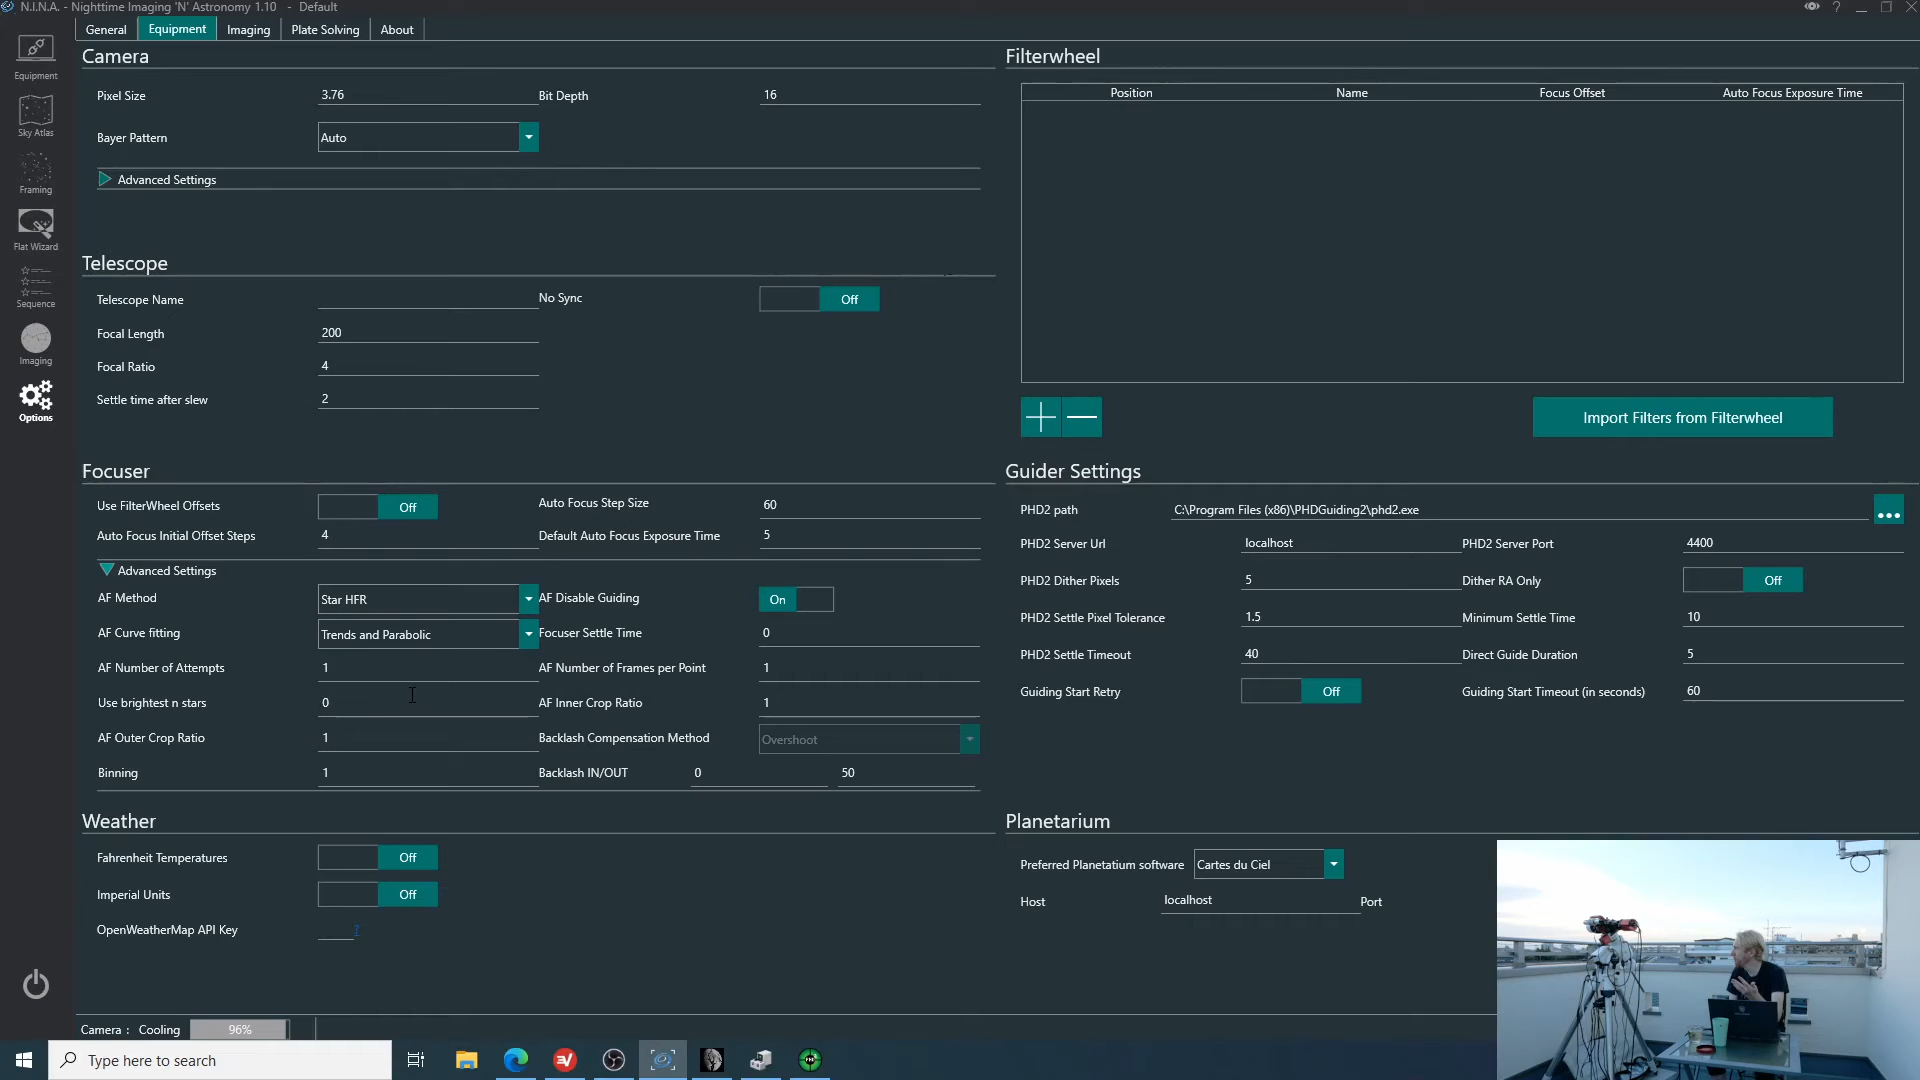 N.I.N.A. - Nighttime Imaging 'N' Astronomy 1.10 - Default
?
General Equipment Imaging Plate Solving About
Equipment
Sky Atlas
Framing
Flat Wizard
Sequence
Imaging
Options
Camera
Pixel Size 3.76 Bit Depth 16
Bayer Pattern Auto
Advanced Settings
Telescope
Telescope Name No Sync Off
Focal Length 200
Focal Ratio 4
Settle time after slew 2
Focuser
Use FilterWheel Offsets Off Auto Focus Step Size 60
Auto Focus Initial Offset Steps 4 Default Auto Focus Exposure Time 5
Advanced Settings
AF Method Star HFR AF Disable Guiding On
AF Curve fitting Trends and Parabolic Focuser Settle Time 0
AF Number of Attempts 1 AF Number of Frames per Point 1
Use brightest n stars 0 AF Inner Crop Ratio 1
AF Outer Crop Ratio 1 Backlash Compensation Method Overshoot
Binning 1 Backlash IN/OUT 0 50
Weather
Fahrenheit Temperatures Off
Imperial Units Off
OpenWeatherMap API Key ?
Filterwheel
Position Name Focus Offset Auto Focus Exposure Time
Import Filters from Filterwheel
Guider Settings
PHD2 path C:\Program Files (x86)\PHDGuiding2\phd2.exe ...
PHD2 Server Url localhost PHD2 Server Port 4400
PHD2 Dither Pixels 5 Dither RA Only Off
PHD2 Settle Pixel Tolerance 1.5 Minimum Settle Time 10
PHD2 Settle Timeout 40 Direct Guide Duration 5
Guiding Start Retry Off Guiding Start Timeout (in seconds) 60
Planetarium
Preferred Planetatium software Cartes du Ciel
Host localhost Port
Camera : Cooling 96%
Type here to search